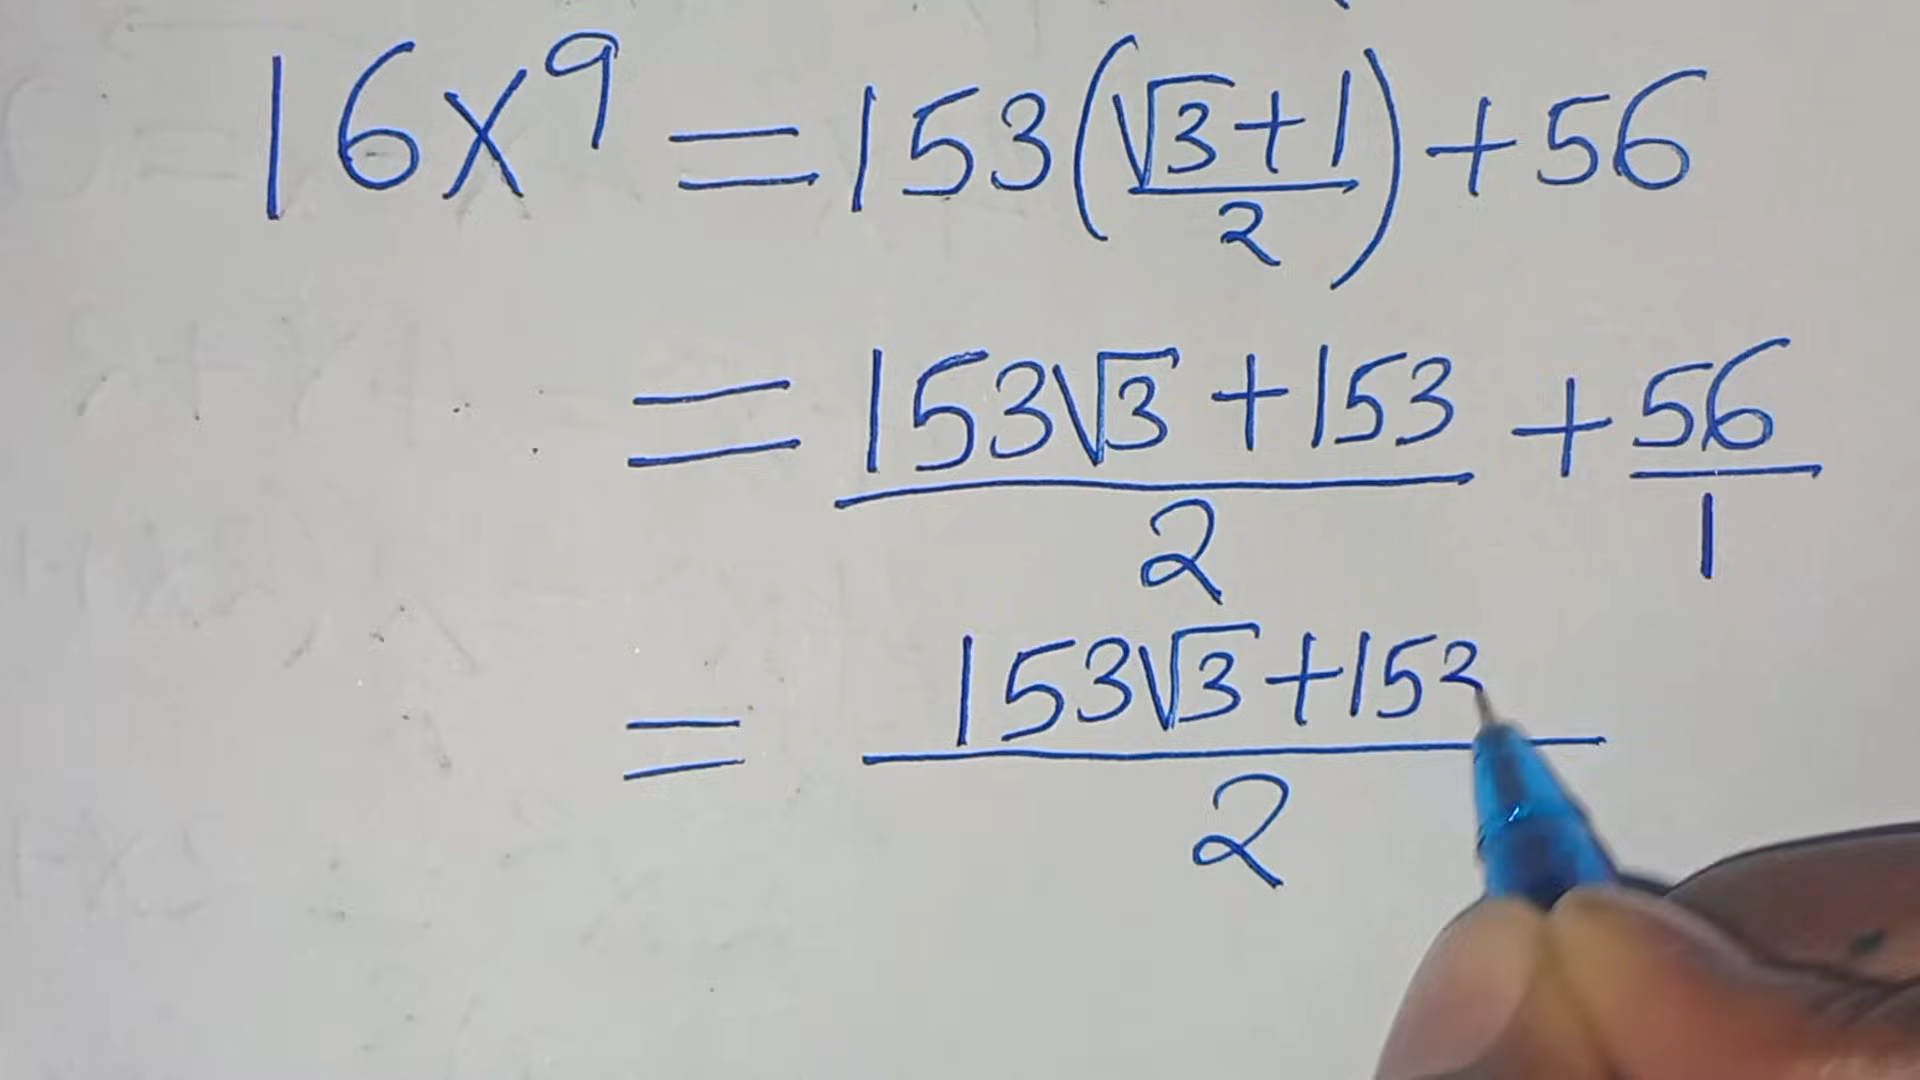 16x⁹ = 153((√3+1)/2) + 56
= (153√3 + 153)/2 + 56/1
= (153√3 + 153)/2